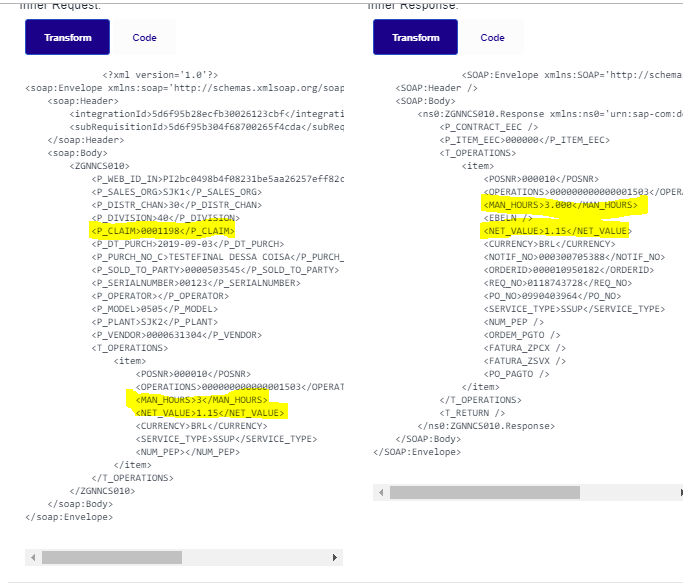 Inner Request:
Transform Code
<?xml version='1.0'?>
<soap:Envelope xmlns:soap='http://schemas.xmlsoap.org/soap
<soap:Header>
<integrationId>5d6f95b28ecfb30026123cbf</integrati
<subRequisitionId>5d6f95b304f68700265f4cda</subReq
</soap:Header>
<soap:Body>
<ZGNNCS010>
<P_WEB_ID_IN>PI2bc0498b4f08231be5aa26257eff82c
<P_SALES_ORG>SJK1</P_SALES_ORG>
<P_DISTR_CHAN>30</P_DISTR_CHAN>
<P_DIVISION>40</P_DIVISION>
<P_CLAIM>0001198</P_CLAIM>
<P_DT_PURCH>2019-09-03</P_DT_PURCH>
<P_PURCH_NO_C>TESTEFINAL DESSA COISA</P_PURCH_
<P_SOLD_TO_PARTY>0000503545</P_SOLD_TO_PARTY>
<P_SERIALNUMBER>00123</P_SERIALNUMBER>
<P_OPERATOR></P_OPERATOR>
<P_MODEL>0505</P_MODEL>
<P_PLANT>SJK2</P_PLANT>
<P_VENDOR>0000631304</P_VENDOR>
<T_OPERATIONS>
<item>
<POSNR>000010</POSNR>
<OPERATIONS>000000000000001503</OPERAT
<MAN_HOURS>3</MAN_HOURS>
<NET_VALUE>1.15</NET_VALUE>
<CURRENCY>BRL</CURRENCY>
<SERVICE_TYPE>SSUP</SERVICE_TYPE>
<NUM_PEP></NUM_PEP>
</item>
</T_OPERATIONS>
</ZGNNCS010>
</soap:Body>
</soap:Envelope>
Inner Response:
Transform Code
<SOAP:Envelope xmlns:SOAP='http://schema
<SOAP:Header />
<SOAP:Body>
<ns0:ZGNNCS010.Response xmlns:ns0='urn:sap-com:do
<P_CONTRACT_EEC />
<P_ITEM_EEC>000000</P_ITEM_EEC>
<T_OPERATIONS>
<item>
<POSNR>000010</POSNR>
<OPERATIONS>000000000000001503</OPER
<MAN_HOURS>3.000</MAN_HOURS>
<EBELN />
<NET_VALUE>1.15</NET_VALUE>
<CURRENCY>BRL</CURRENCY>
<NOTIF_NO>000300705388</NOTIF_NO>
<ORDERID>000010950182</ORDERID>
<REQ_NO>0118743728</REQ_NO>
<PO_NO>0990403964</PO_NO>
<SERVICE_TYPE>SSUP</SERVICE_TYPE>
<NUM_PEP />
<ORDEM_PGTO />
<FATURA_ZPCX />
<FATURA_ZSVX />
<PO_PAGTO />
</item>
</T_OPERATIONS>
<T_RETURN />
</ns0:ZGNNCS010.Response>
</SOAP:Body>
</SOAP:Envelope>